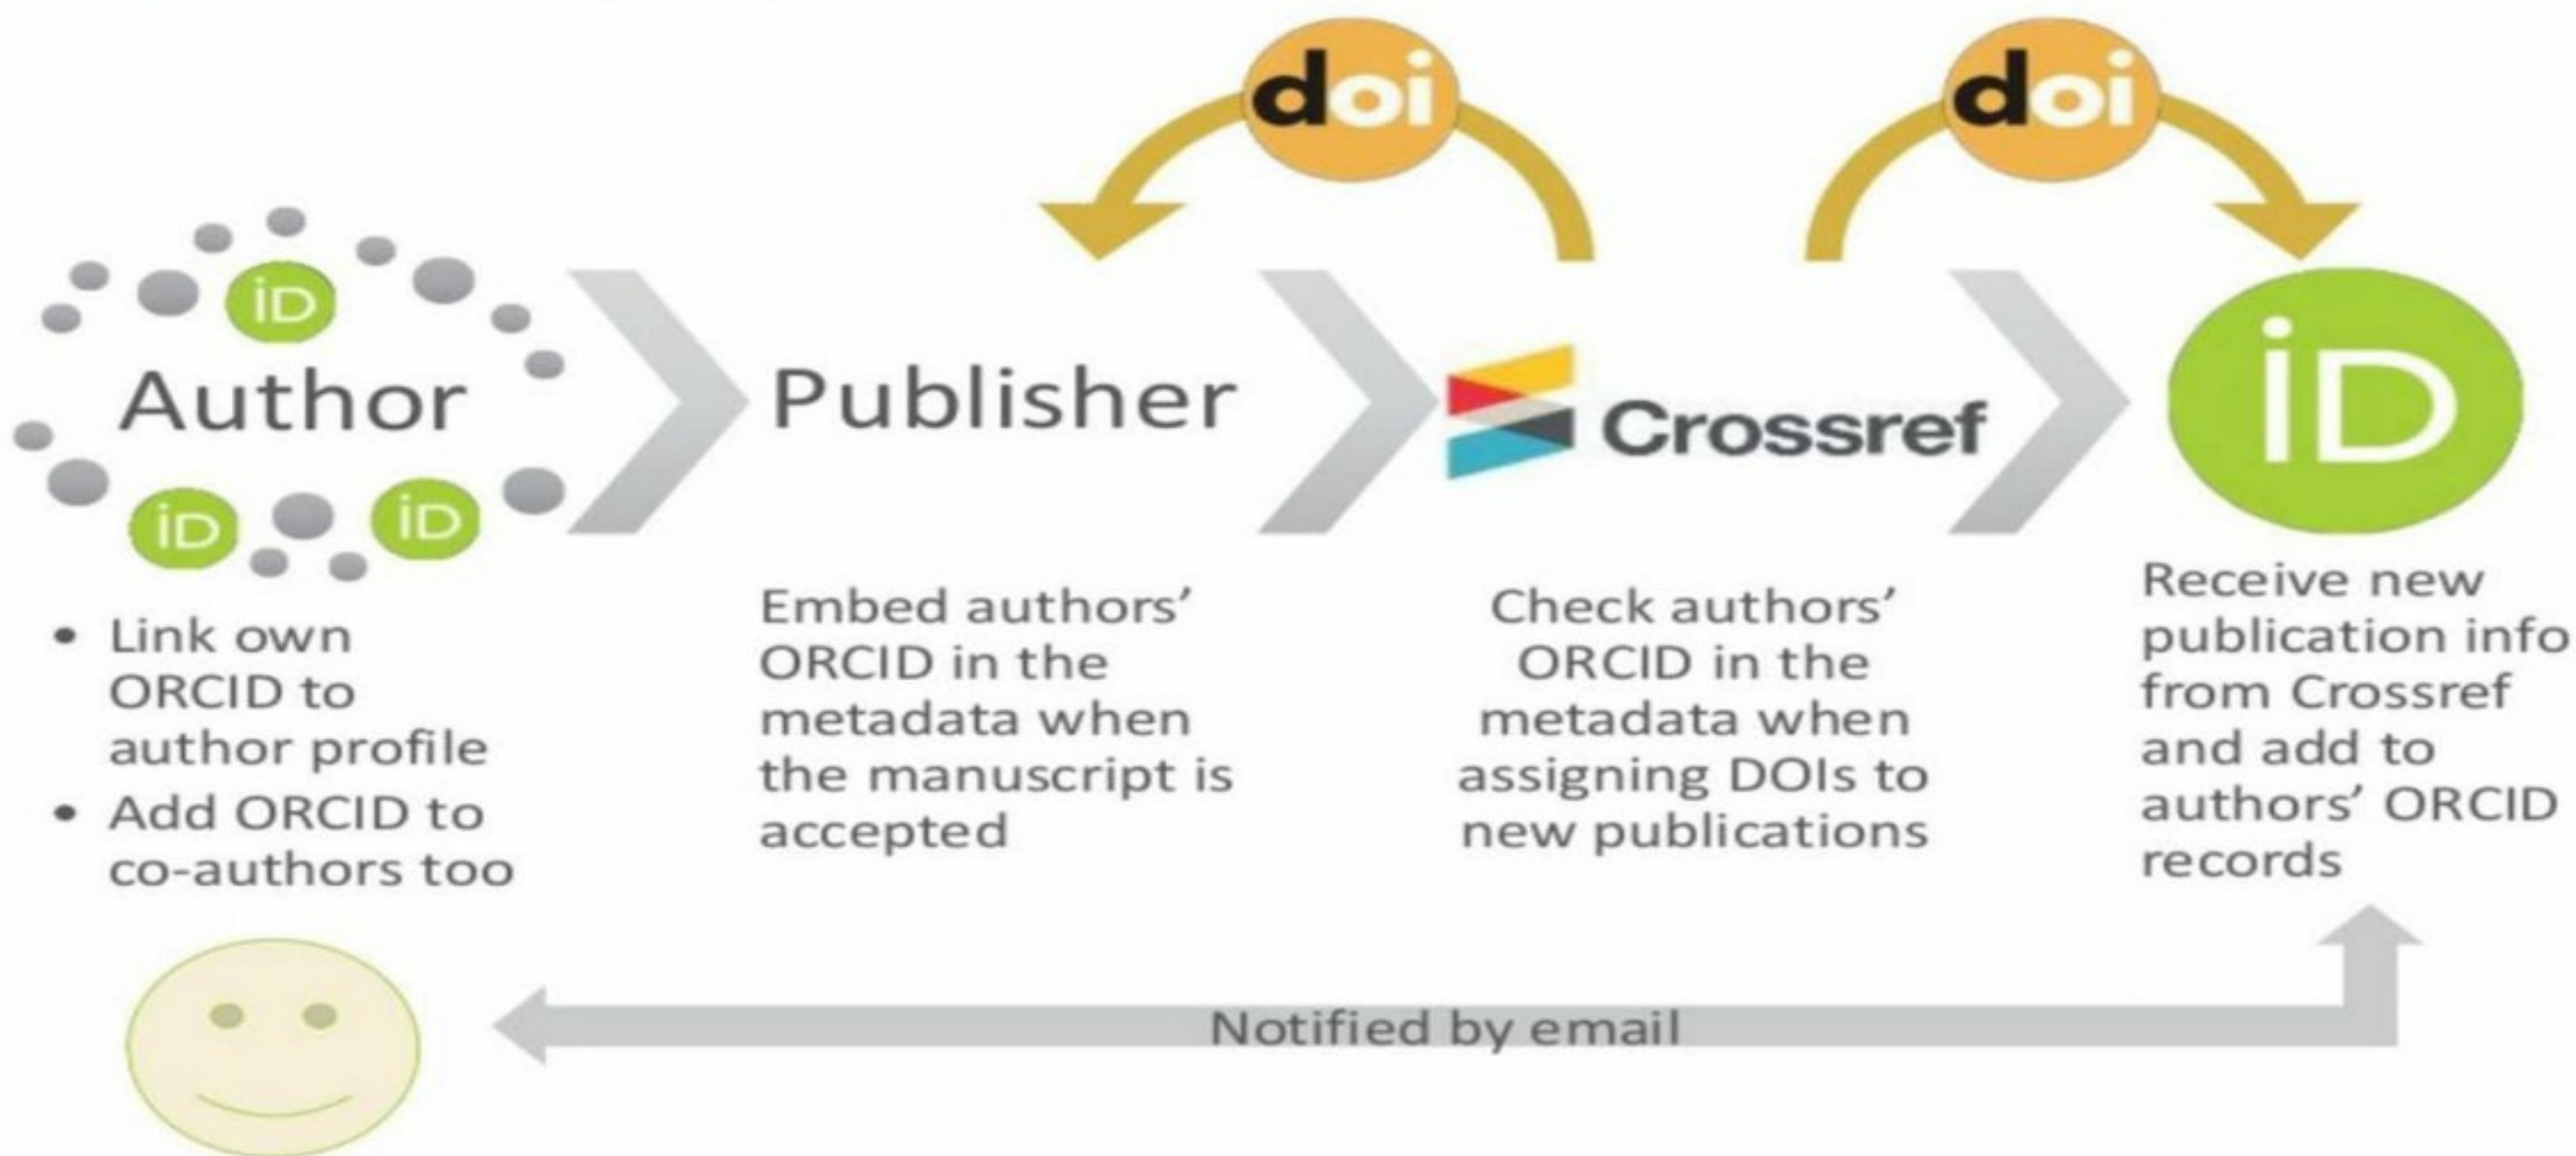 doi
doi
iD
Author
iD
iD
Publisher
Crossref
iD
• Link own
ORCID to
author profile
• Add ORCID to
co-authors too
Embed authors’
ORCID in the
metadata when
the manuscript is
accepted
Check authors’
ORCID in the
metadata when
assigning DOIs to
new publications
Receive new
publication info
from Crossref
and add to
authors’ ORCID
records
Notified by email